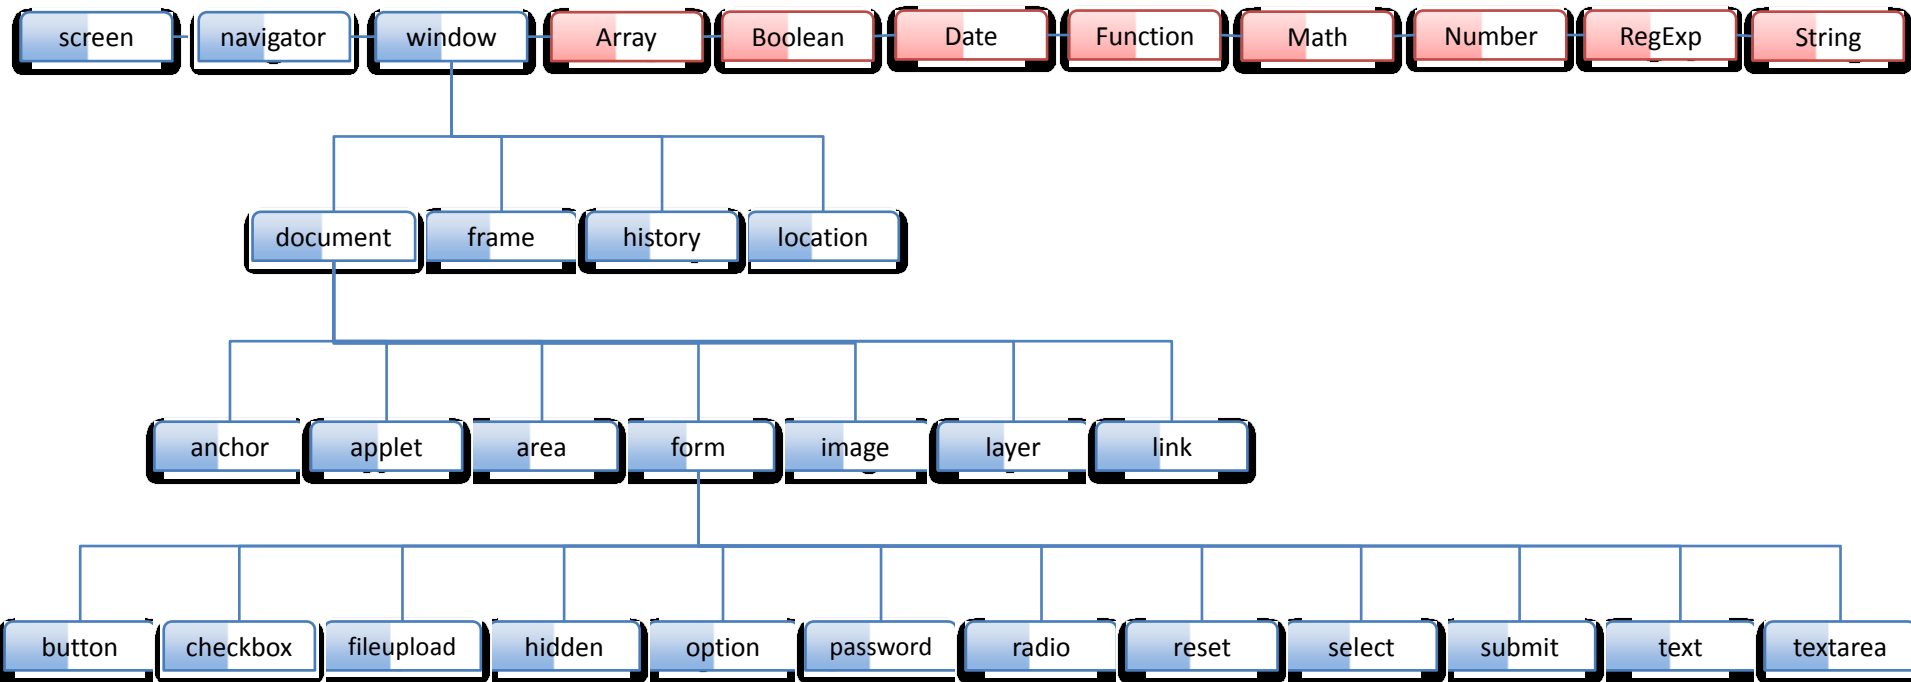 screen navigator window Array Boolean Date Function Math Number RegExp String
document frame history location
anchor applet area form image layer link
button checkbox fileupload hidden option password radio reset select submit text textarea